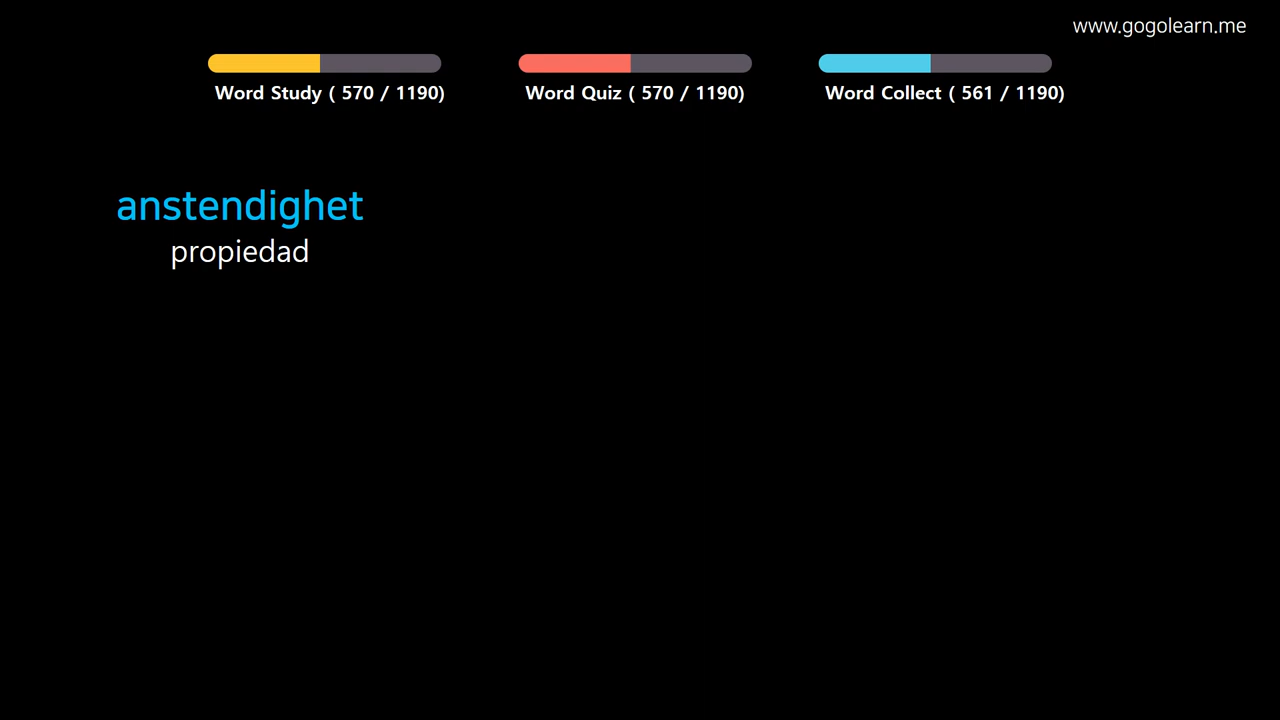 www.gogolearn.me
Word Study ( 570 / 1190)
Word Quiz ( 570 / 1190)
Word Collect ( 561 / 1190)
anstendighet
propiedad